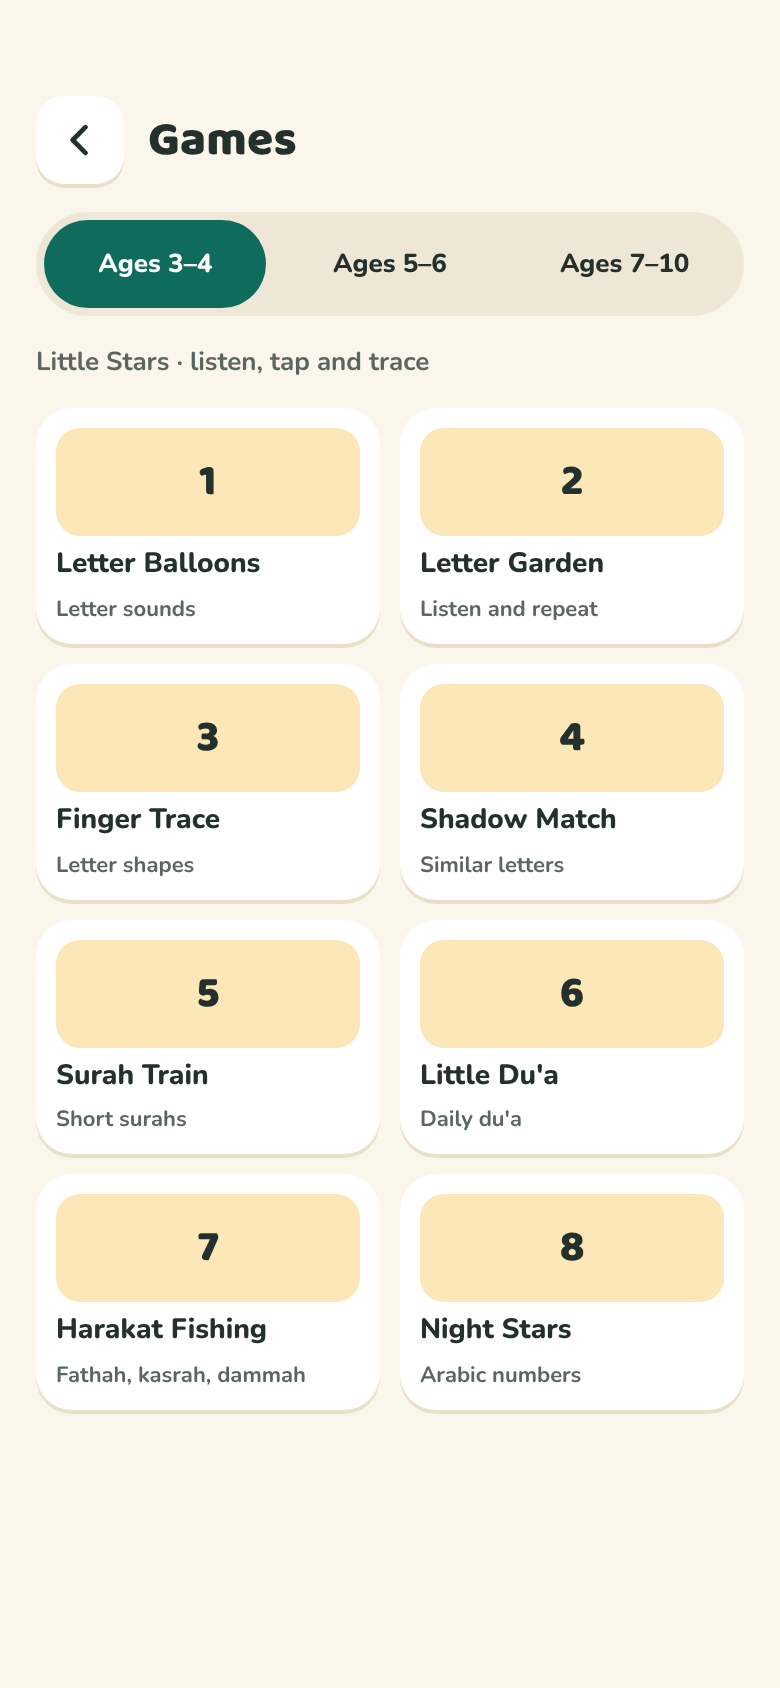 Games
Ages 3–4
Ages 5–6
Ages 7–10
Little Stars · listen, tap and trace
1
Letter Balloons
Letter sounds
2
Letter Garden
Listen and repeat
3
Finger Trace
Letter shapes
4
Shadow Match
Similar letters
5
Surah Train
Short surahs
6
Little Du'a
Daily du'a
7
Harakat Fishing
Fathah, kasrah, dammah
8
Night Stars
Arabic numbers